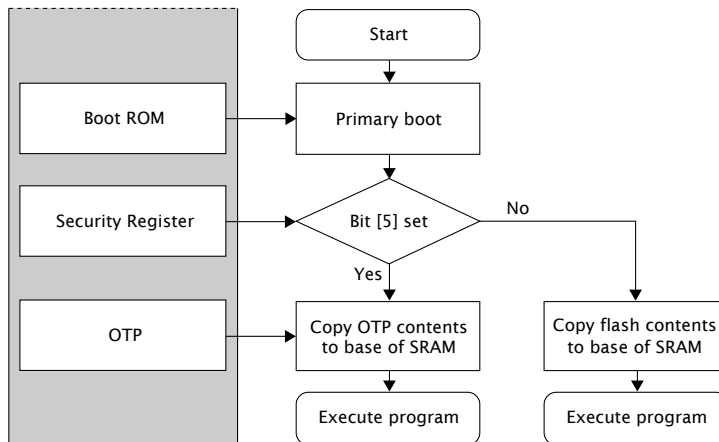 Start
Boot ROM
Primary boot
Security Register
Bit [5] set
No
Yes
OTP
Copy OTP contents
to base of SRAM
Copy flash contents
to base of SRAM
Execute program
Execute program